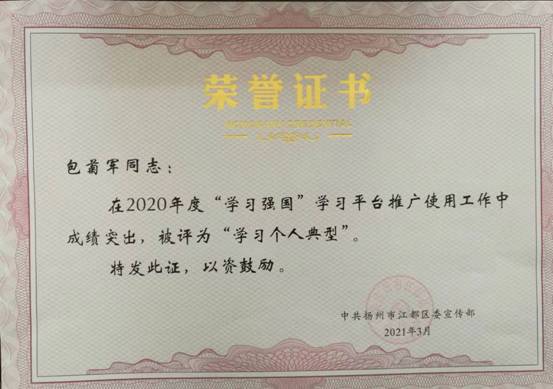 荣誉证书
包菊军同志：
在2020年度“学习强国”学习平台推广使用工作中
成绩突出，被评为“学习个人典型”。
特发此证，以资鼓励。
中共扬州市江都区委宣传部
2021年3月